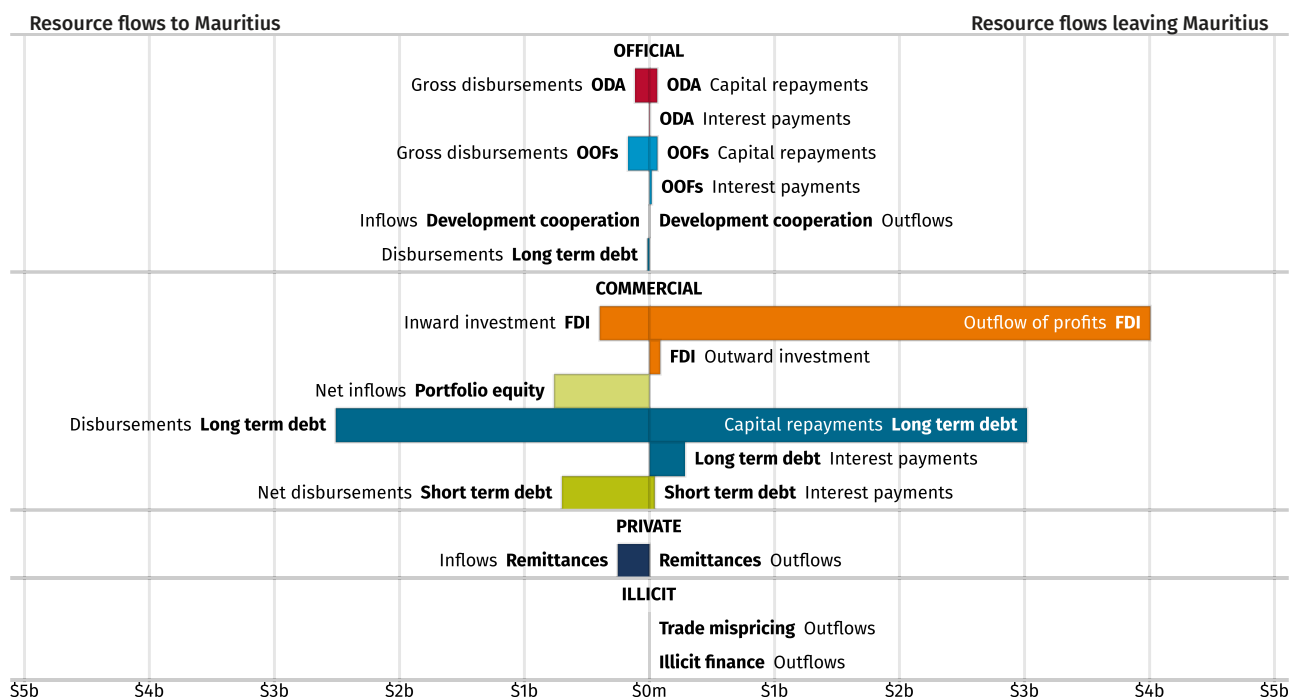 Resource flows to Mauritius Resource flows leaving Mauritius
OFFICIAL
Gross disbursements ODA ODA Capital repayments
ODA Interest payments
Gross disbursements OOFs OOFs Capital repayments
OOFs Interest payments
Inflows Development cooperation Development cooperation Outflows
Disbursements Long term debt
COMMERCIAL
Inward investment FDI Outflow of profits FDI
FDI Outward investment
Net inflows Portfolio equity
Disbursements Long term debt Capital repayments Long term debt
Long term debt Interest payments
Net disbursements Short term debt Short term debt Interest payments
PRIVATE
Inflows Remittances Remittances Outflows
ILLICIT
Trade mispricing Outflows
Illicit finance Outflows
$5b $4b $3b $2b $1b $0m $1b $2b $3b $4b $5b